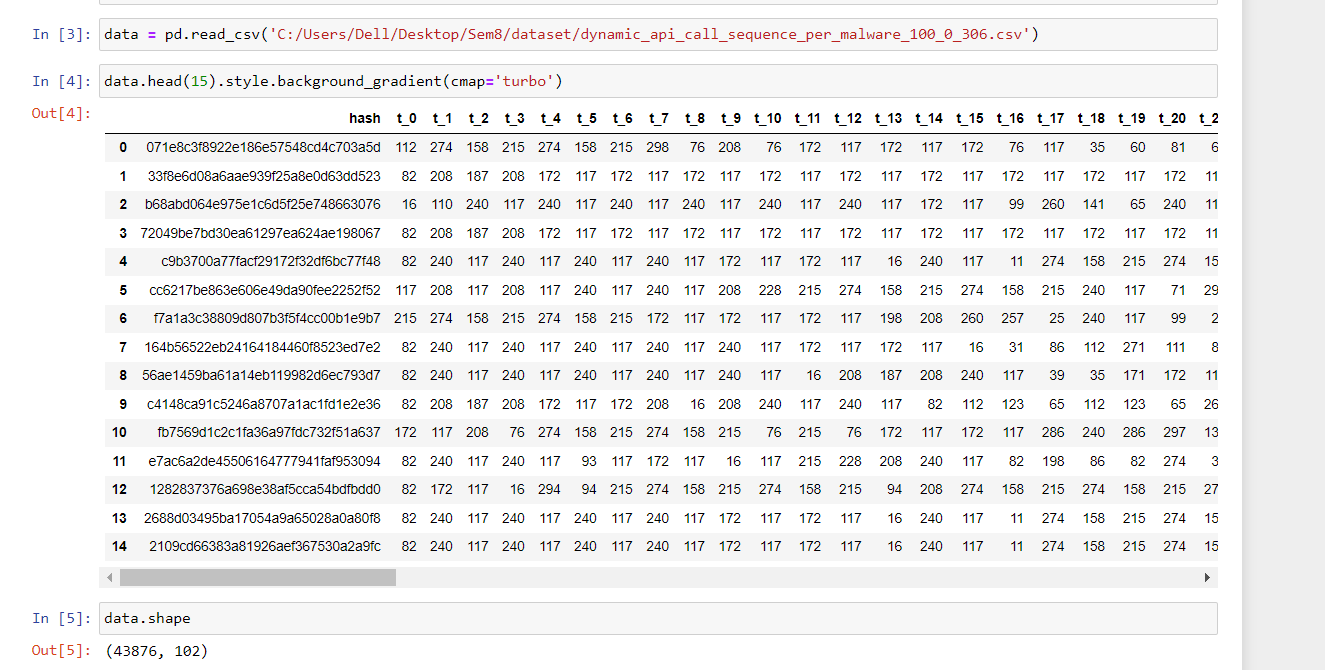 In [3]: data = pd.read_csv('C:/Users/Dell/Desktop/Sem8/dataset/dynamic_api_call_sequence_per_malware_100_0_306.csv')
In [4]: data.head(15).style.background_gradient(cmap='turbo')
Out[4]:
hash t_0 t_1 t_2 t_3 t_4 t_5 t_6 t_7 t_8 t_9 t_10 t_11 t_12 t_13 t_14 t_15 t_16 t_17 t_18 t_19 t_20 t_2
0 071e8c3f8922e186e57548cd4c703a5d 112 274 158 215 274 158 215 298 76 208 76 172 117 172 117 172 76 117 35 60 81 6
1 33f8e6d08a6aae939f25a8e0d63dd523 82 208 187 208 172 117 172 117 172 117 172 117 172 117 172 117 172 117 172 117 172 11
2 b68abd064e975e1c6d5f25e748663076 16 110 240 117 240 117 240 117 240 117 240 117 240 117 172 117 99 260 141 65 240 11
3 72049be7bd30ea61297ea624ae198067 82 208 187 208 172 117 172 117 172 117 172 117 172 117 172 117 172 117 172 117 172 11
4 c9b3700a77facf29172f32df6bc77f48 82 240 117 240 117 240 117 240 117 172 117 172 117 16 240 117 11 274 158 215 274 15
5 cc6217be863e606e49da90fee2252f52 117 208 117 208 117 240 117 240 117 208 228 215 274 158 215 274 158 215 240 117 71 29
6 f7a1a3c38809d807b3f5f4cc00b1e9b7 215 274 158 215 274 158 215 172 117 172 117 172 117 198 208 260 257 25 240 117 99 2
7 164b56522eb24164184460f8523ed7e2 82 240 117 240 117 240 117 240 117 240 117 172 117 172 117 16 31 86 112 271 111 8
8 56ae1459ba61a14eb119982d6ec793d7 82 240 117 240 117 240 117 240 117 240 117 16 208 187 208 240 117 39 35 171 172 11
9 c4148ca91c5246a8707a1ac1fd1e2e36 82 208 187 208 172 117 172 208 16 208 240 117 240 117 82 112 123 65 112 123 65 26
10 fb7569d1c2c1fa36a97fdc732f51a637 172 117 208 76 274 158 215 274 158 215 76 215 76 172 117 172 117 286 240 286 297 13
11 e7ac6a2de45506164777941faf953094 82 240 117 240 117 93 117 172 117 16 117 215 228 208 240 117 82 198 86 82 274 3
12 1282837376a698e38af5cca54bdfbdd0 82 172 117 16 294 94 215 274 158 215 274 158 215 94 208 274 158 215 274 158 215 27
13 2688d03495ba17054a9a65028a0a80f8 82 240 117 240 117 240 117 240 117 172 117 172 117 16 240 117 11 274 158 215 274 15
14 2109cd66383a81926aef367530a2a9fc 82 240 117 240 117 240 117 240 117 172 117 172 117 16 240 117 11 274 158 215 274 15
In [5]: data.shape
Out[5]: (43876, 102)